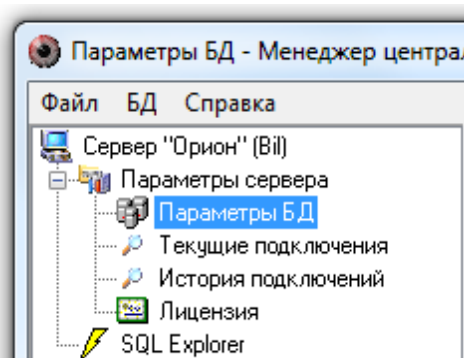 Параметры БД - Менеджер центра
Файл БД Справка
Сервер "Орион" (Bil)
Параметры сервера
Параметры БД
Текущие подключения
История подключений
Лицензия
SQL Explorer